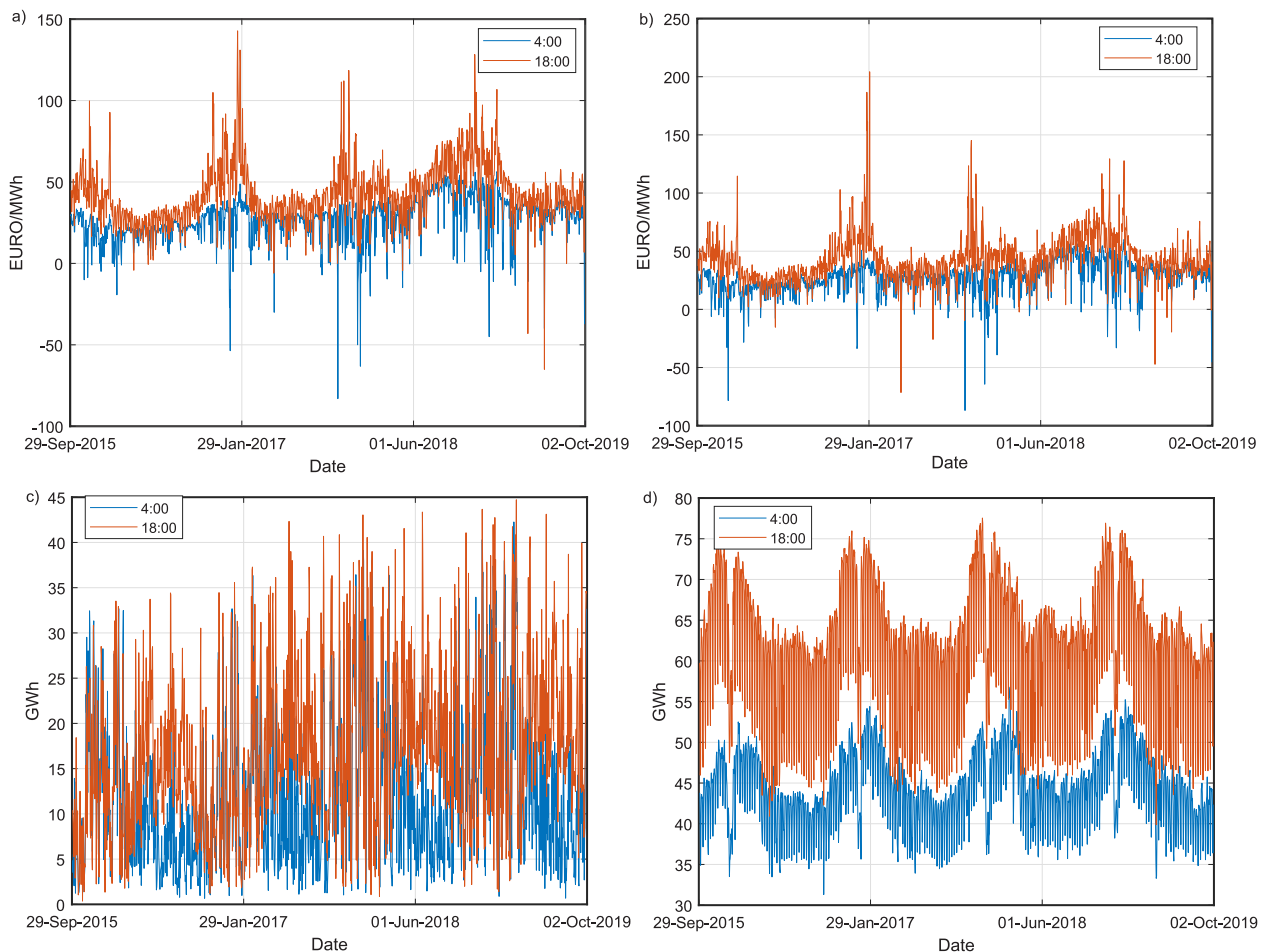 a)
150
100
50
0
-50
-100
EURO/MWh
4:00
18:00
29-Sep-2015 29-Jan-2017 01-Jun-2018 02-Oct-2019
Date
b)
250
200
150
100
50
0
-50
-100
EURO/MWh
4:00
18:00
29-Sep-2015 29-Jan-2017 01-Jun-2018 02-Oct-2019
Date
c)
45
40
35
30
25
20
15
10
5
0
GWh
4:00
18:00
29-Sep-2015 29-Jan-2017 01-Jun-2018 02-Oct-2019
Date
d)
80
75
70
65
60
55
50
45
40
35
30
GWh
4:00
18:00
29-Sep-2015 29-Jan-2017 01-Jun-2018 02-Oct-2019
Date